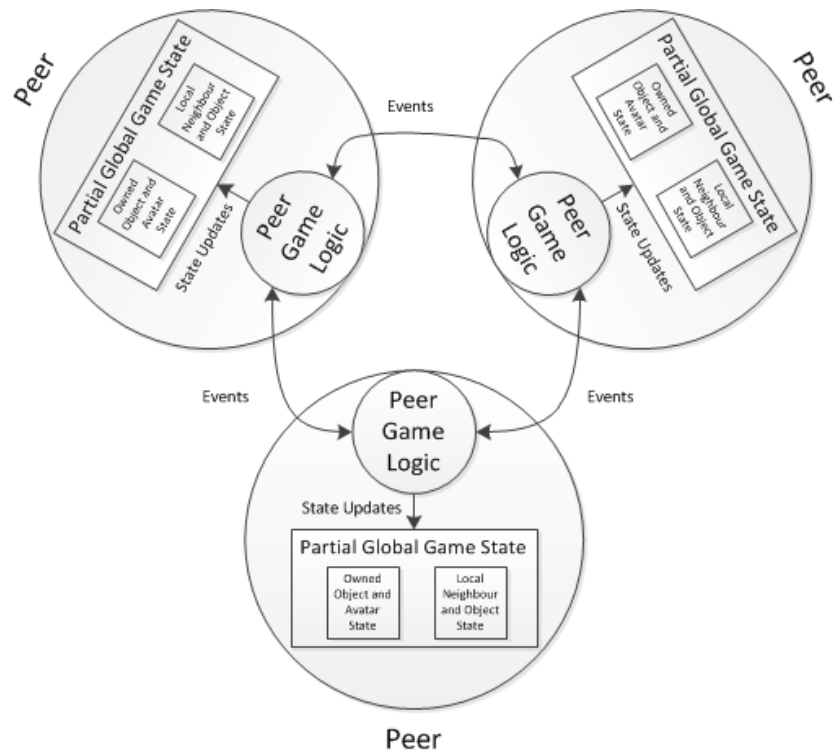 Peer
Partial Global Game State
Local
Neighbour
and Object
State
Owned
Object and
Avatar
State
State Updates
Peer
Game
Logic
Events
Peer
Partial Global Game State
Owned
Object and
Avatar
State
Local
Neighbour
and Object
State
State Updates
Peer
Game
Logic
Events
Events
Peer
Game
Logic
State Updates
Partial Global Game State
Owned
Object and
Avatar
State
Local
Neighbour
and Object
State
Peer